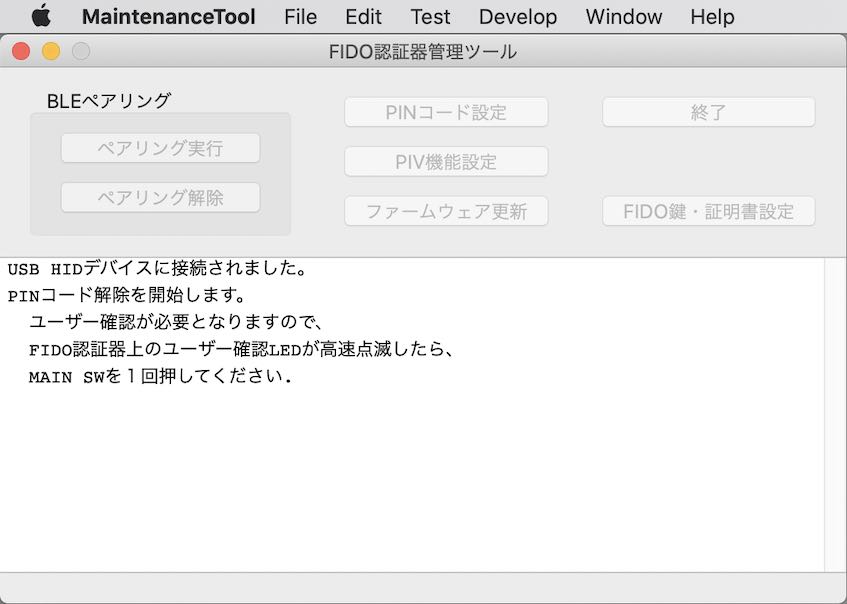 MaintenanceTool File Edit Test Develop Window Help
FIDO認証器管理ツール
BLEペアリング
ペアリング実行
ペアリング解除
PINコード設定
PIV機能設定
ファームウェア更新
終了
FIDO鍵・証明書設定
USB HIDデバイスに接続されました。
PINコード解除を開始します。
ユーザー確認が必要となりますので、
FIDO認証器上のユーザー確認LEDが高速点滅したら、
MAIN SWを１回押してください.